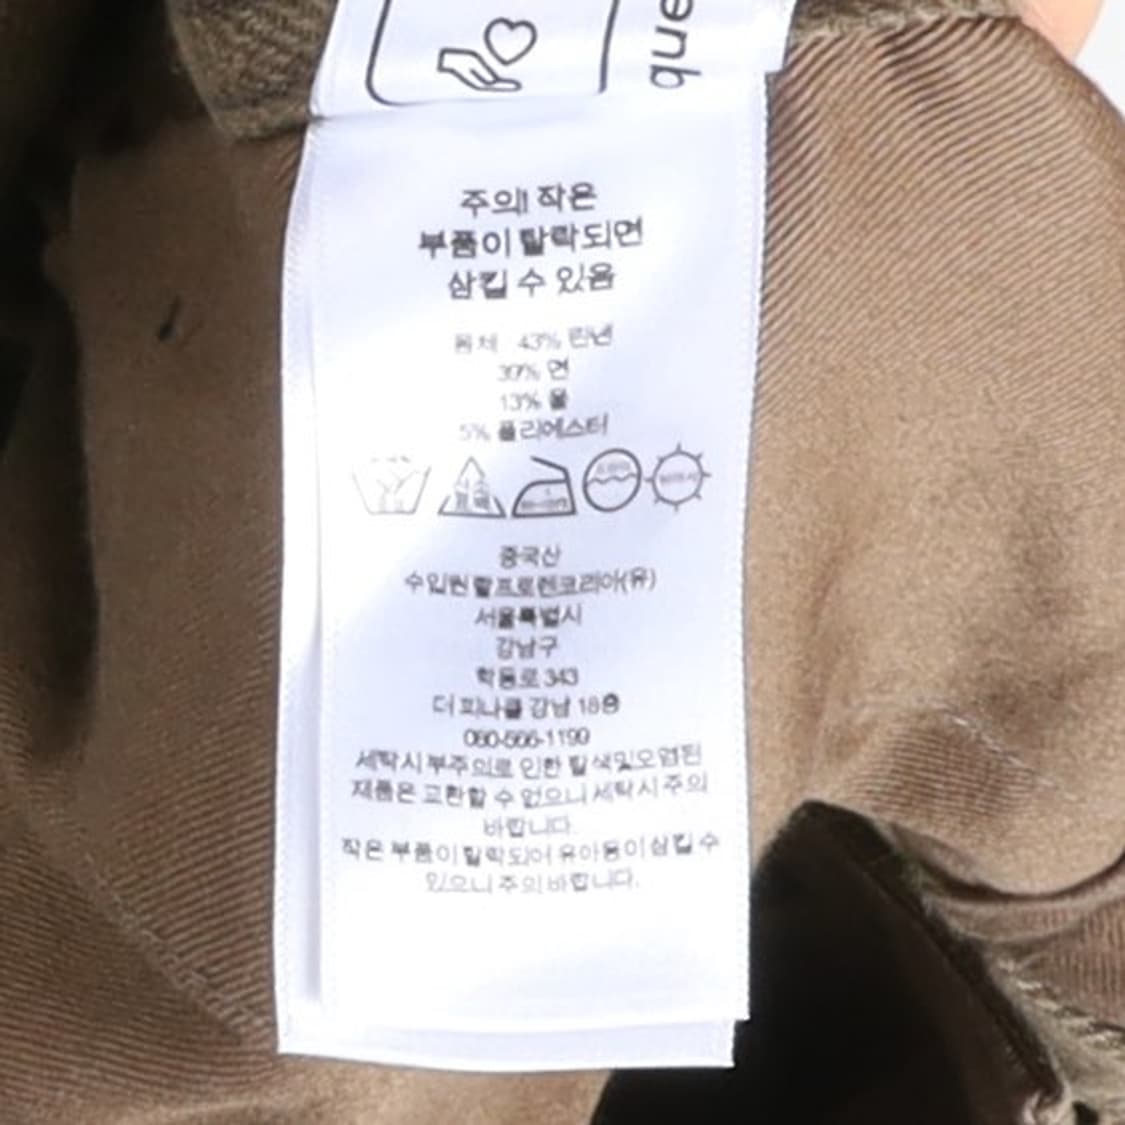 que
주의! 작은
부품이 탈락되면
삼킬 수 있음
몸체 43% 린넨
39% 면
13% 울
5% 폴리에스터
표백
중국산
수입원 랄프로렌코리아(유)
서울특별시
강남구
학동로 343
더 피나클 강남 18층
080-566-1199
세탁시 부주의로 인한 탈색및오염된
제품은 교환할 수 없으니 세탁시 주의
바랍니다.
작은 부품이 탈락되어 유아등이 삼킬 수
있으니 주의 바랍니다.